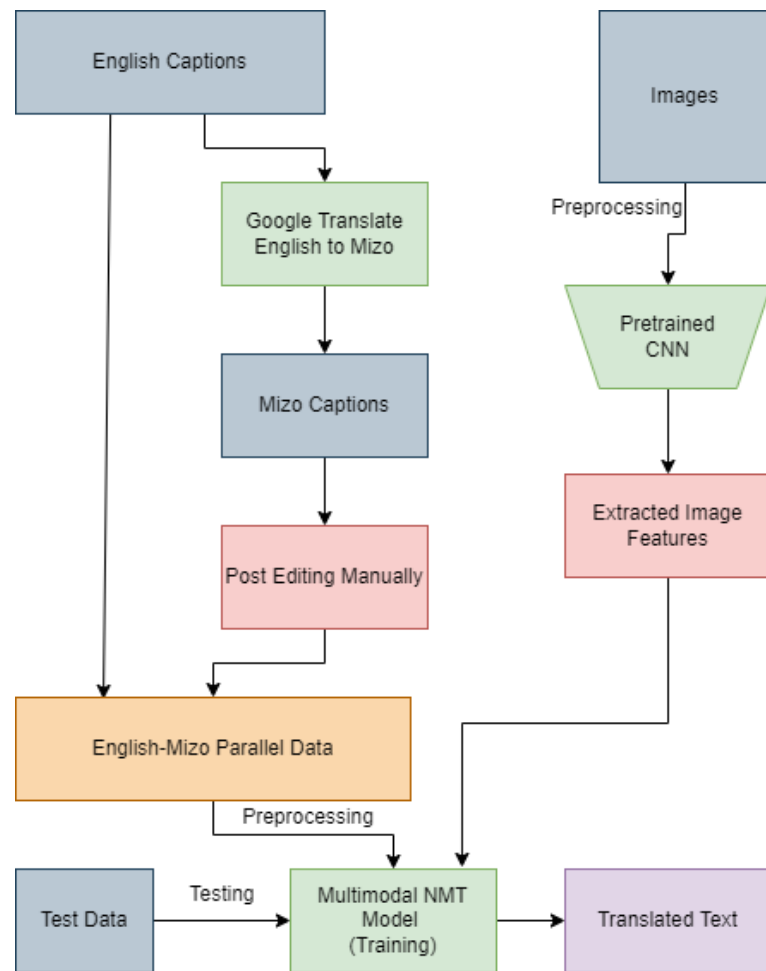 English Captions
Images
Google Translate
English to Mizo
Preprocessing
Pretrained
CNN
Mizo Captions
Extracted Image
Features
Post Editing Manually
English-Mizo Parallel Data
Preprocessing
Test Data
Testing
Multimodal NMT
Model
(Training)
Translated Text